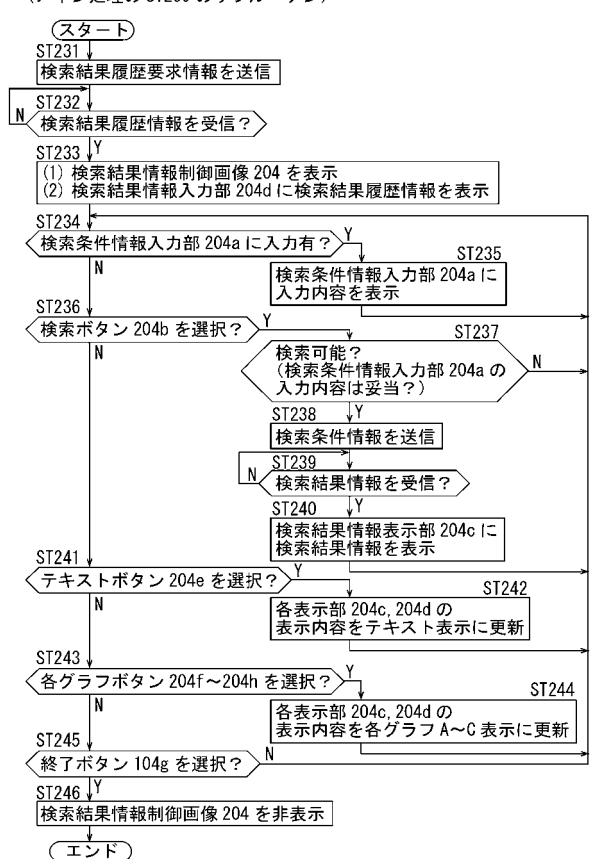 スタート
ST231
検索結果履歴要求情報を送信
ST232
N
検索結果履歴情報を受信？
Y
ST233
(1) 検索結果情報制御画像 204 を表示
(2) 検索結果情報入力部 204d に検索結果履歴情報を表示
ST234
検索条件情報入力部 204a に入力有？
Y
N
ST235
検索条件情報入力部 204a に
入力内容を表示
ST236
検索ボタン 204b を選択？
Y
N
ST237
検索可能？
(検索条件情報入力部 204a の
入力内容は妥当？)
N
Y
ST238
検索条件情報を送信
ST239
N
検索結果情報を受信？
Y
ST240
検索結果情報表示部 204c に
検索結果情報を表示
ST241
テキストボタン 204e を選択？
Y
N
ST242
各表示部 204c, 204d の
表示内容をテキスト表示に更新
ST243
各グラフボタン 204f～204h を選択？
Y
N
ST244
各表示部 204c, 204d の
表示内容を各グラフ A～C 表示に更新
ST245
終了ボタン 104g を選択？
N
Y
ST246
検索結果情報制御画像 204 を非表示
エンド